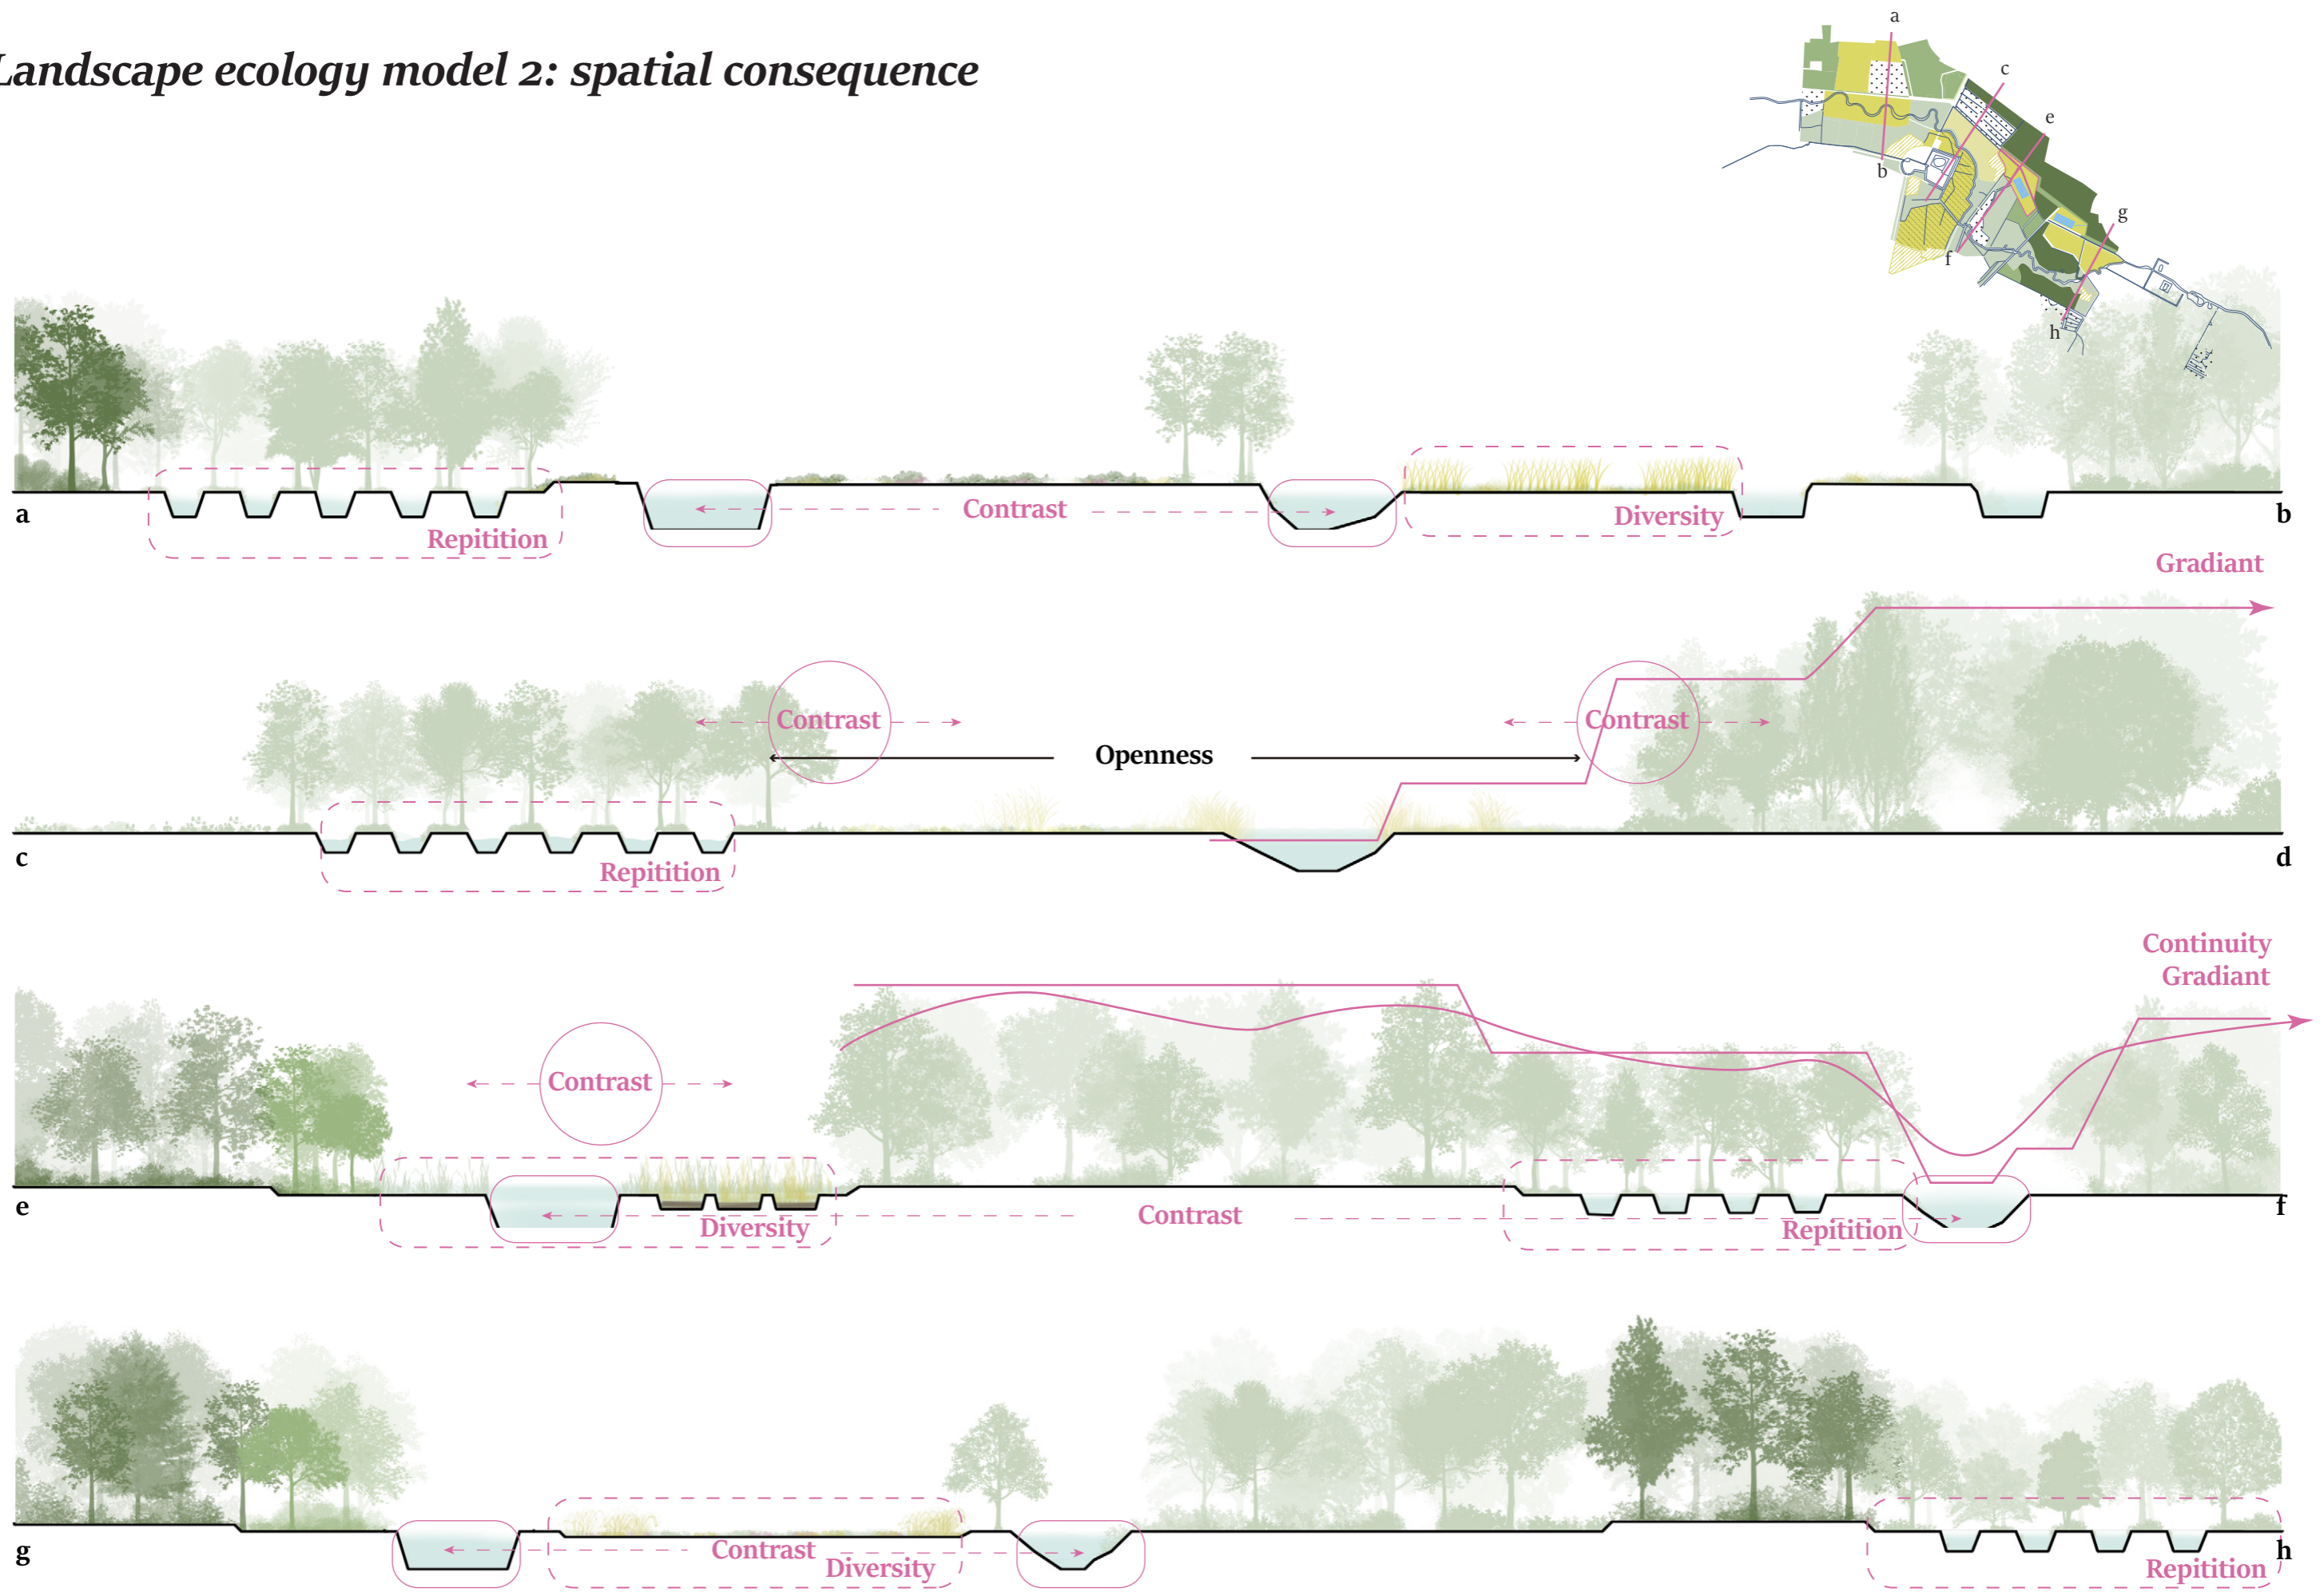 Landscape ecology model 2: spatial consequence
a
c
e
b
g
f
h
Contrast
Diversity
Repitition
a
b
Gradiant
Contrast
Contrast
Openness
Repitition
c
d
Continuity
Gradiant
Contrast
Diversity
Contrast
Repitition
e
f
Contrast
Diversity
Repitition
g
h